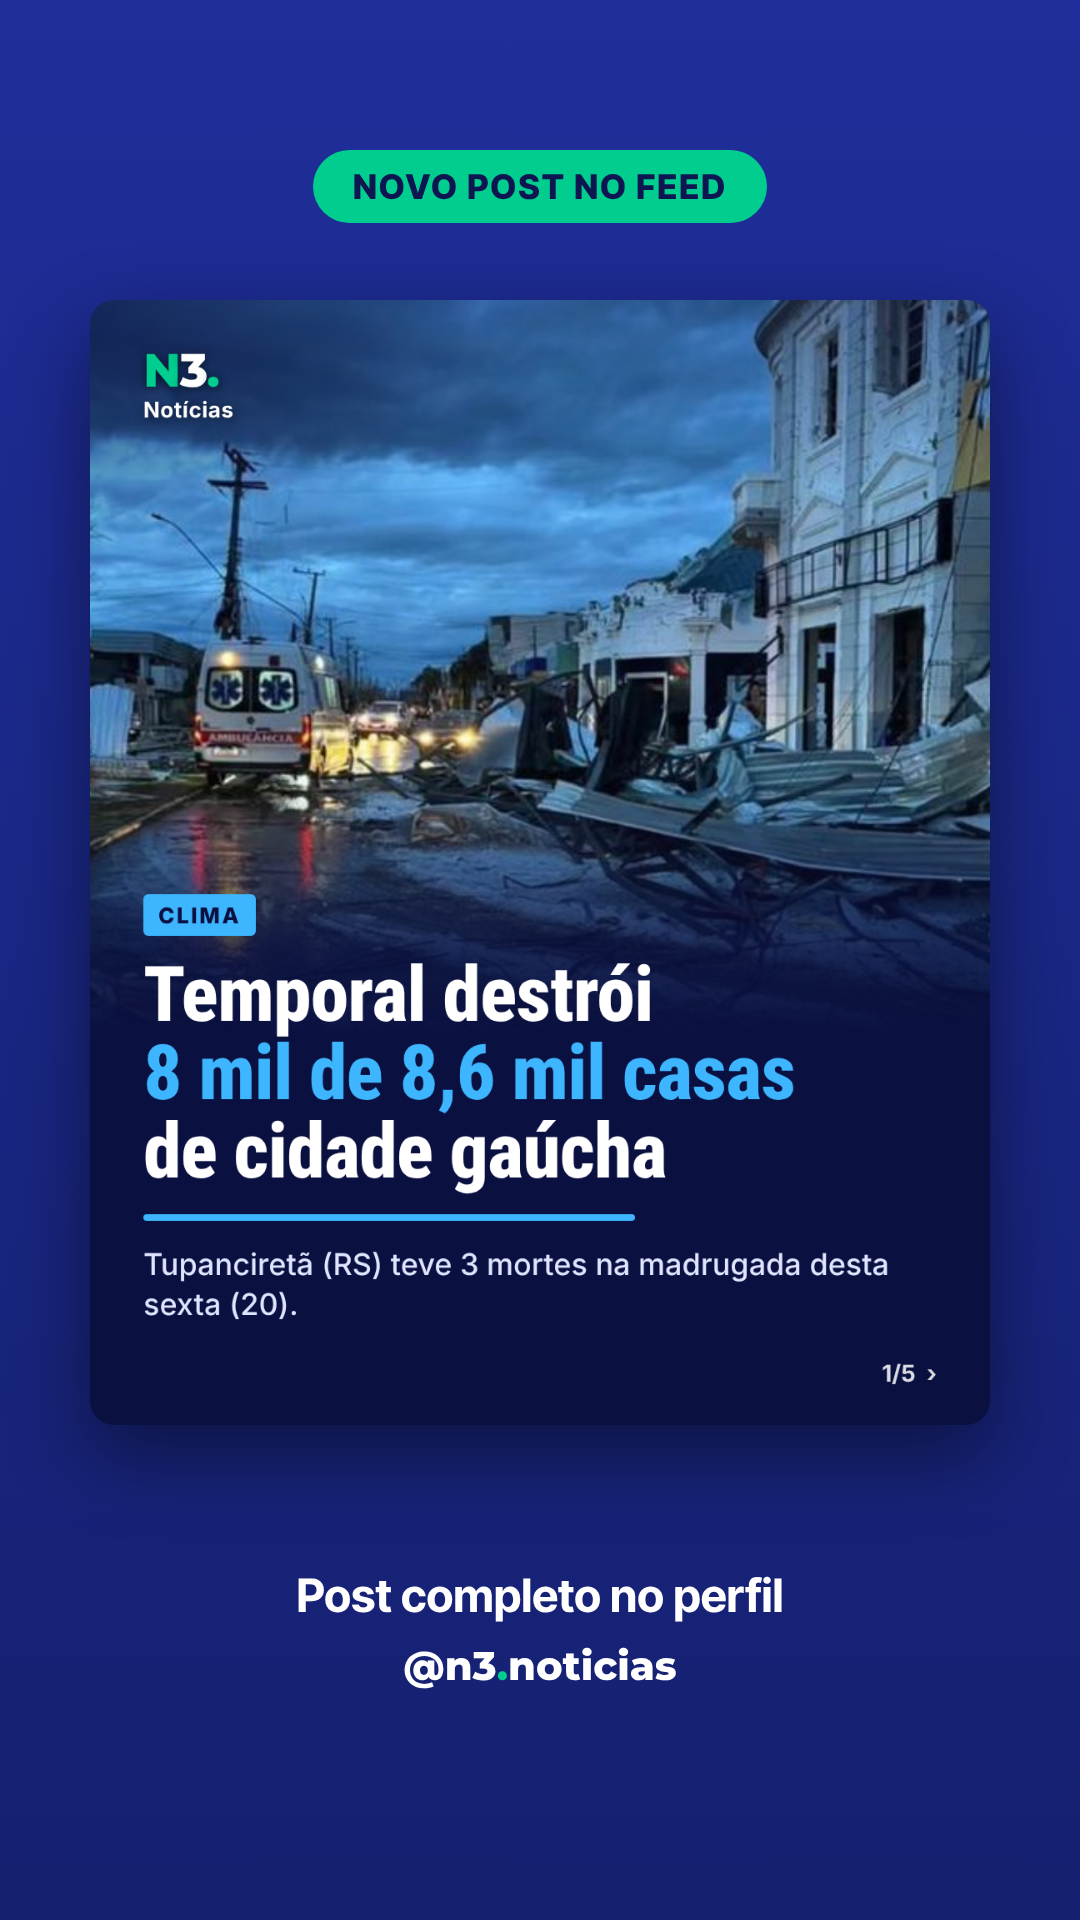 NOVO POST NO FEED
N3.
Notícias
AMBULÂNCIA
CLIMA
Temporal destrói
8 mil de 8,6 mil casas
de cidade gaúcha
Tupanciretã (RS) teve 3 mortes na madrugada desta
sexta (20).
1/5 ›
Post completo no perfil
@n3.noticias